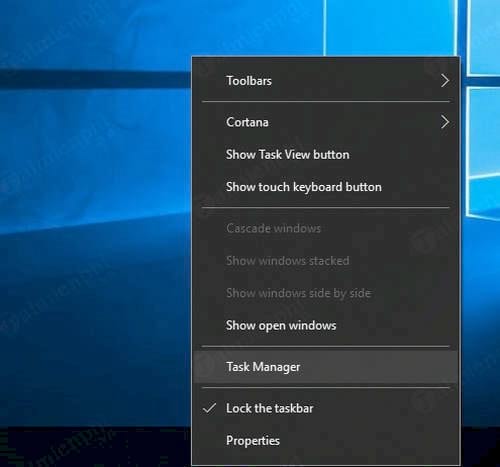 Toolbars
Cortana
Show Task View button
Show touch keyboard button
Cascade windows
Show windows stacked
Show windows side by side
Show open windows
Task Manager
Lock the taskbar
Properties